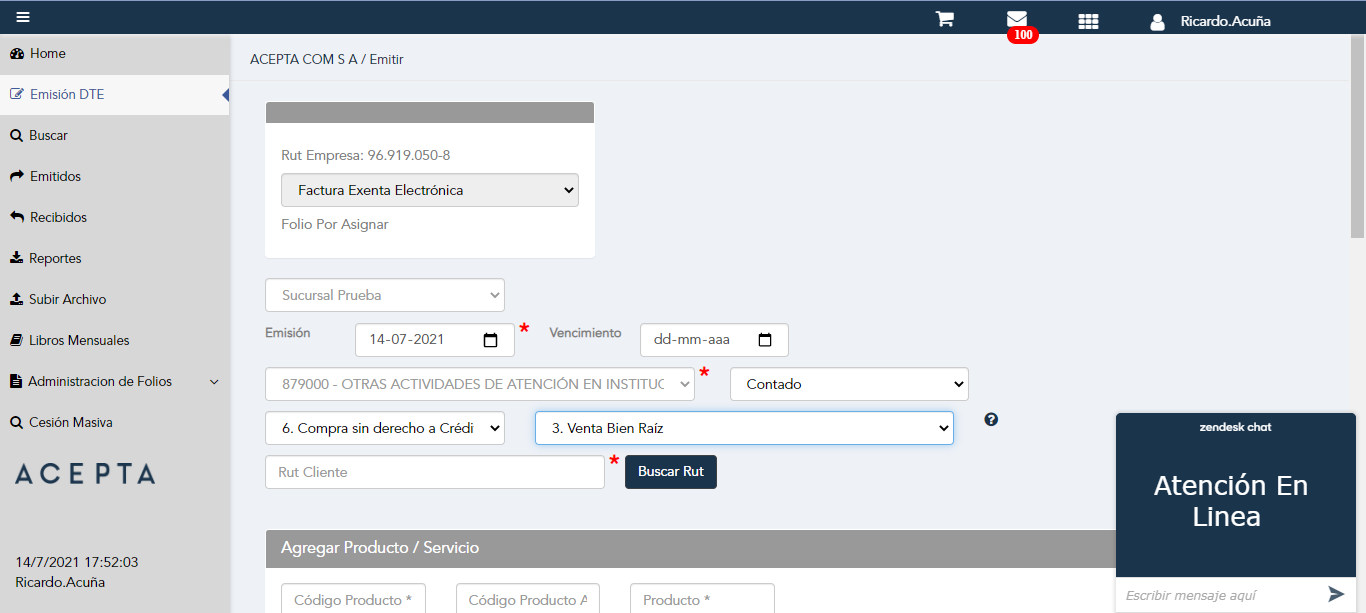 100
Ricardo.Acuña
Home
Emisión DTE
Buscar
Emitidos
Recibidos
Reportes
Subir Archivo
Libros Mensuales
Administracion de Folios
Cesión Masiva
ACEPTA
14/7/2021 17:52:03
Ricardo.Acuña
ACEPTA COM S A / Emitir
Rut Empresa: 96.919.050-8
Factura Exenta Electrónica
Folio Por Asignar
Sucursal Prueba
Emisión 14-07-2021 * Vencimiento dd-mm-aaa
879000 - OTRAS ACTIVIDADES DE ATENCIÓN EN INSTITUC * Contado
6. Compra sin derecho a Crédi 3. Venta Bien Raíz ?
Rut Cliente * Buscar Rut
Agregar Producto / Servicio
Código Producto * Código Producto A Producto *
zendesk chat
Atención En
Linea
Escribir mensaje aquí